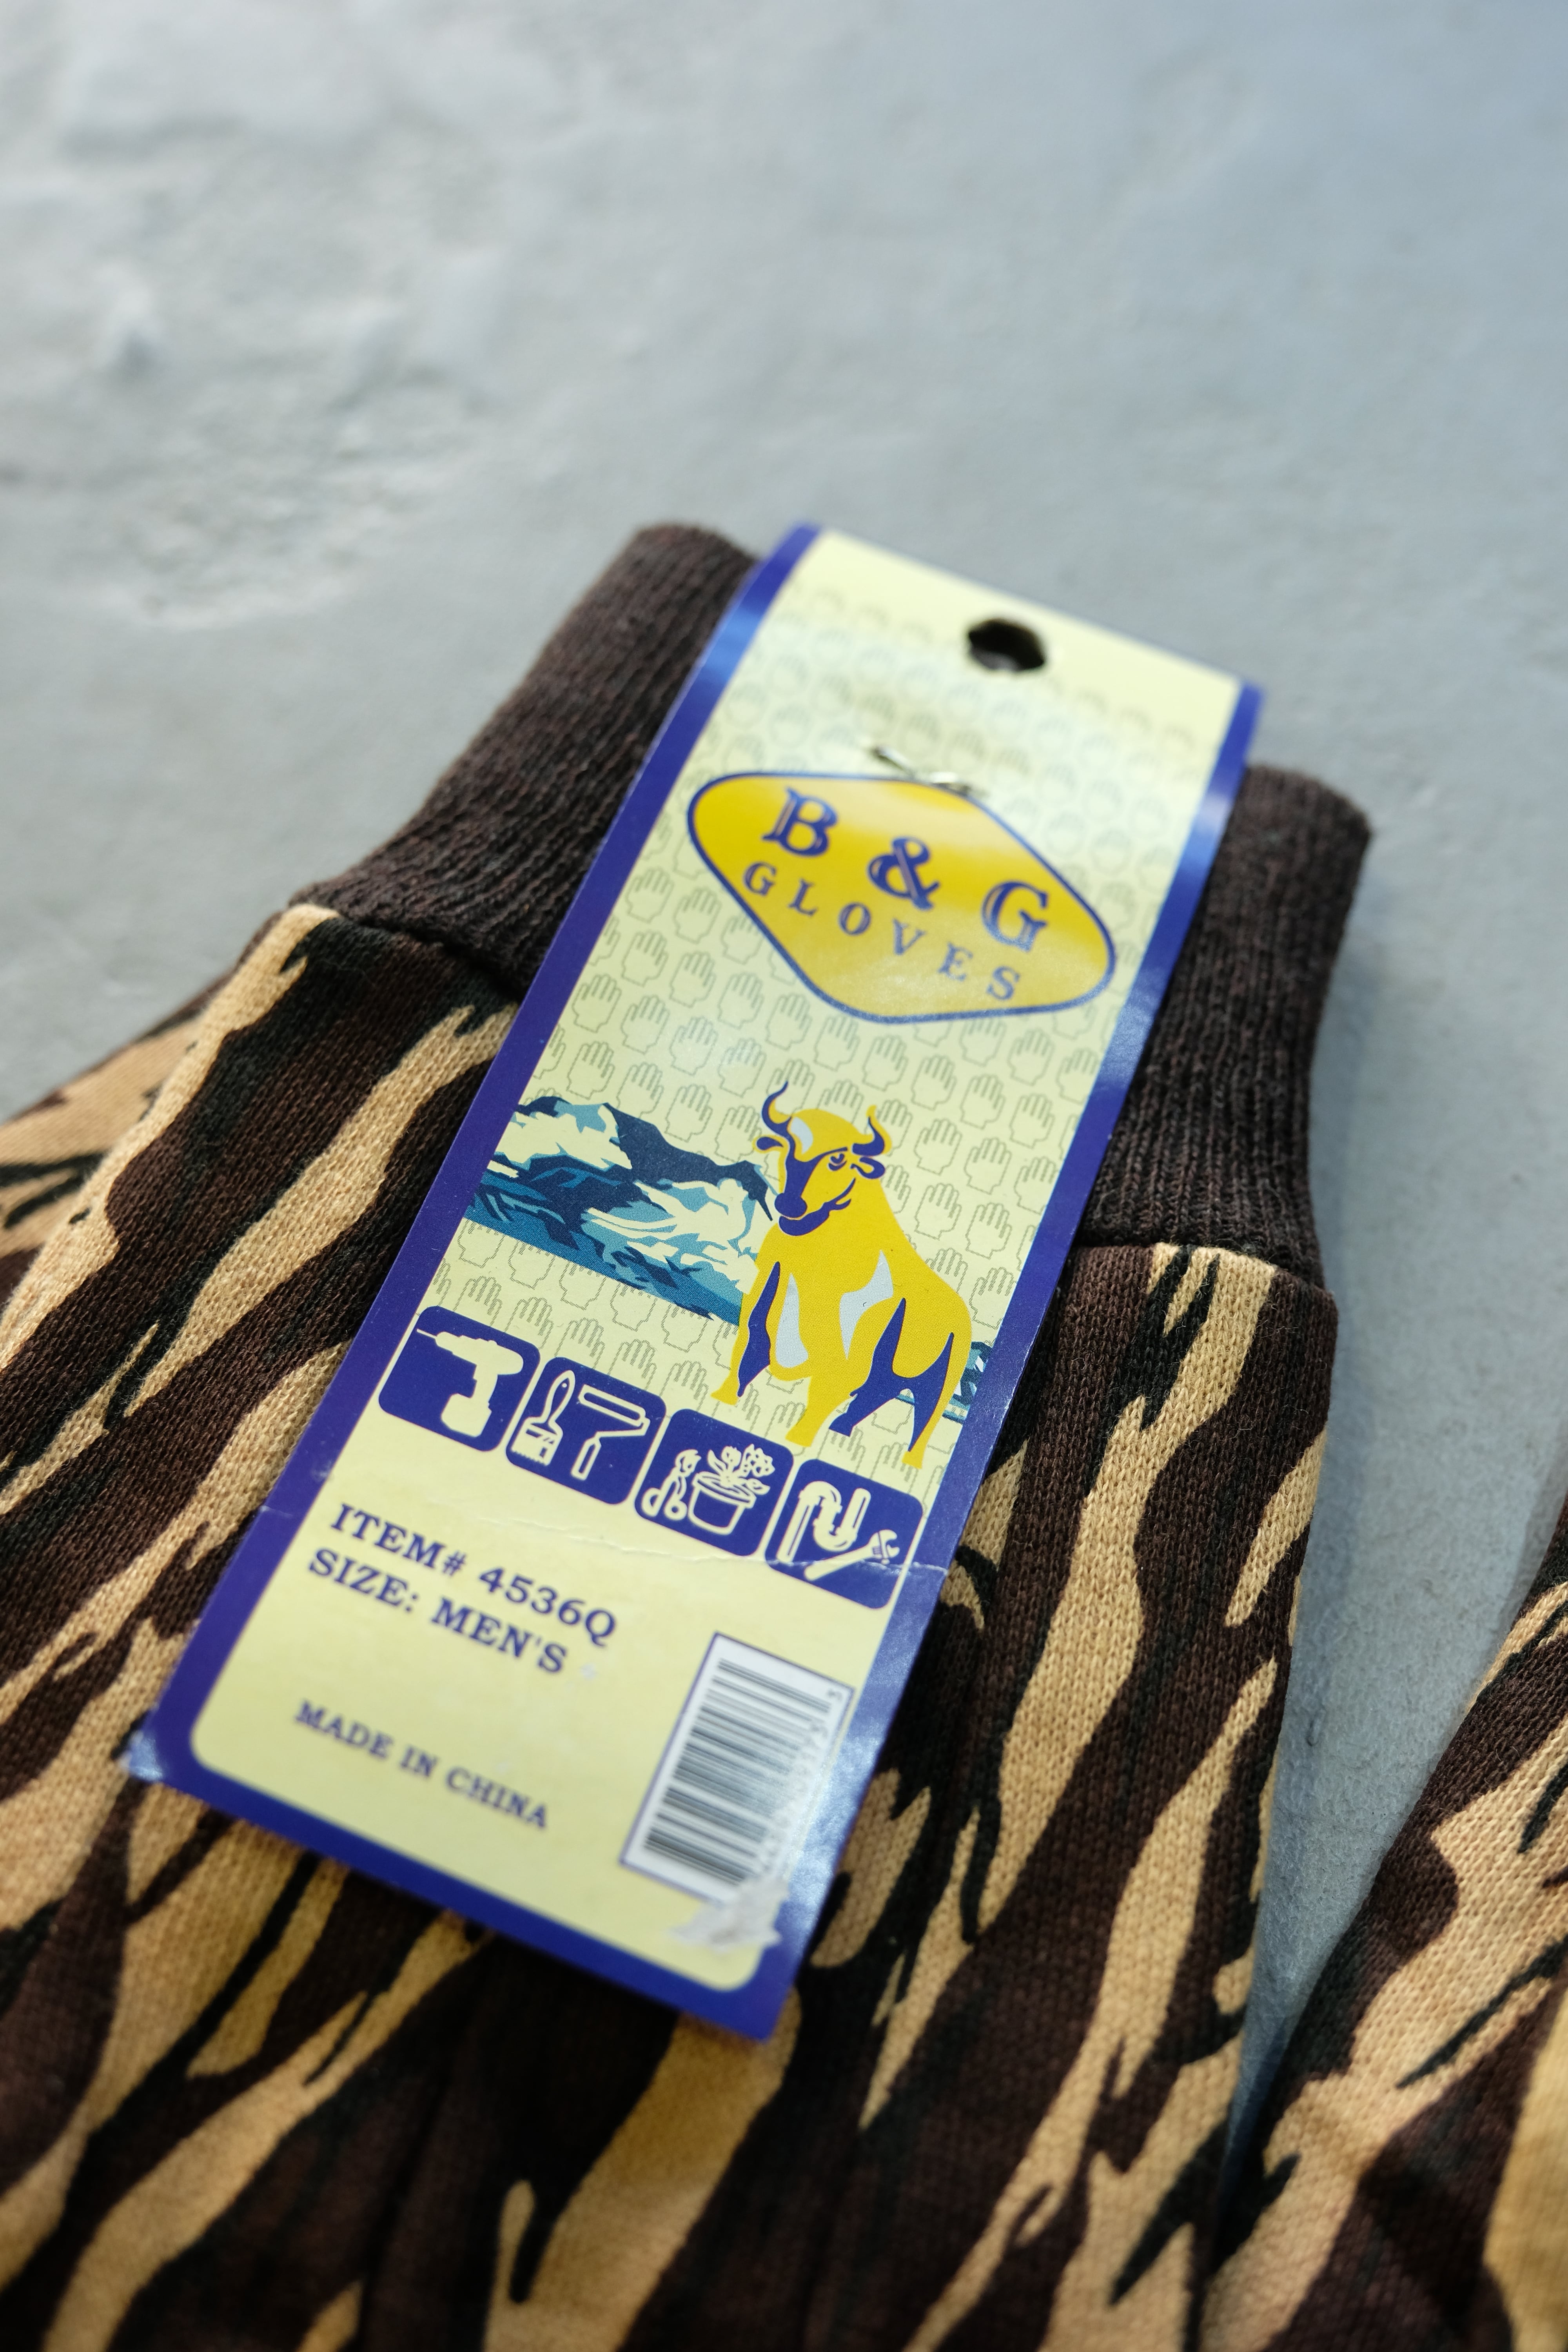 B & G
GLOVES
ITEM# 4536Q
SIZE: MEN'S
MADE IN CHINA